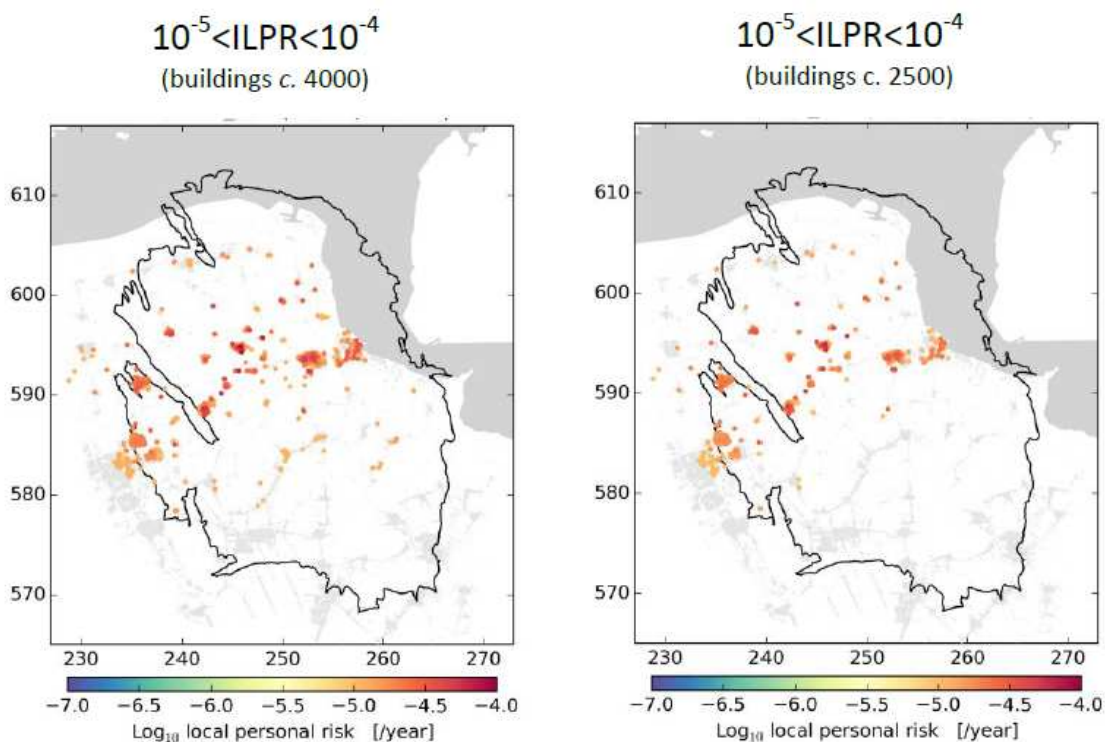 10⁻⁵<ILPR<10⁻⁴
(buildings c. 4000)
610
600
590
580
570
230 240 250 260 270
−7.0 −6.5 −6.0 −5.5 −5.0 −4.5 −4.0
Log₁₀ local personal risk [/year]
10⁻⁵<ILPR<10⁻⁴
(buildings c. 2500)
610
600
590
580
570
230 240 250 260 270
−7.0 −6.5 −6.0 −5.5 −5.0 −4.5 −4.0
Log₁₀ local personal risk [/year]